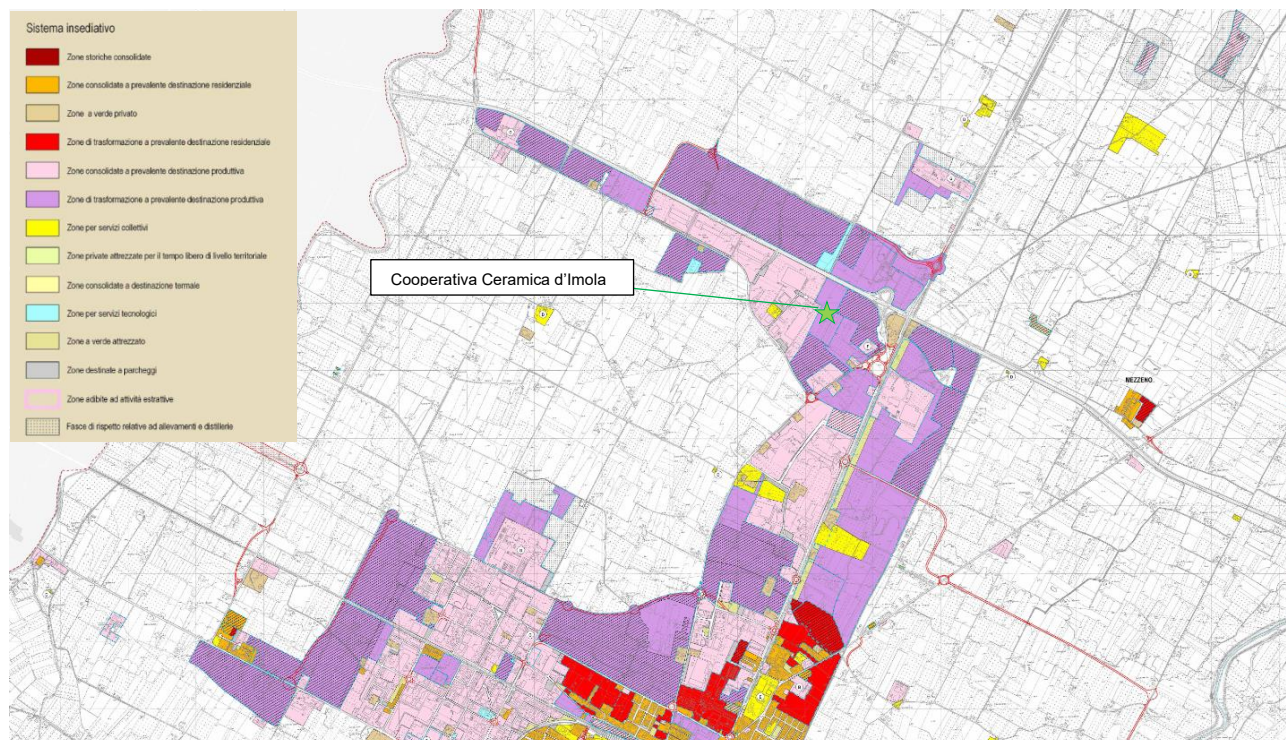 Sistema insediativo
Zone storiche consolidate
Zone consolidate a prevalente destinazione residenziale
Zone a verde privato
Zone di trasformazione a prevalente destinazione residenziale
Zone consolidate a prevalente destinazione produttiva
Zone di trasformazione a prevalente destinazione produttiva
Zone per servizi collettivi
Zone private attrezzate per il tempo libero di livello territoriale
Zone consolidate a destinazione termale
Zone per servizi tecnologici
Zone a verde attrezzato
Zone destinate a parcheggi
Zone adibite ad attività estrattive
Fasce di rispetto relative ad allevamenti e distillerie
Cooperativa Ceramica d'Imola
MEZZENO